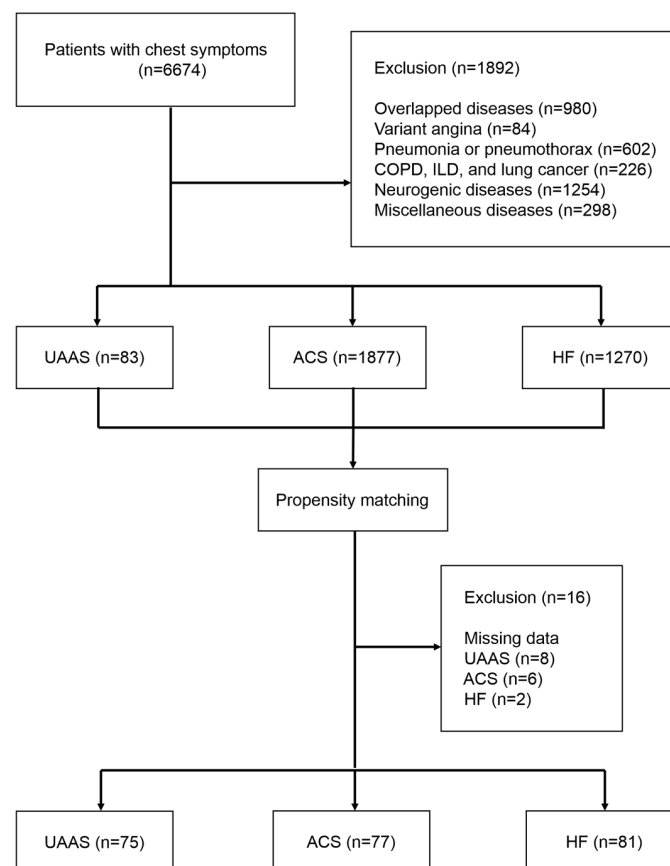 Patients with chest symptoms
(n=6674)
Exclusion (n=1892)
Overlapped diseases (n=980)
Variant angina (n=84)
Pneumonia or pneumothorax (n=602)
COPD, ILD, and lung cancer (n=226)
Neurogenic diseases (n=1254)
Miscellaneous diseases (n=298)
UAAS (n=83)
ACS (n=1877)
HF (n=1270)
Propensity matching
Exclusion (n=16)
Missing data
UAAS (n=8)
ACS (n=6)
HF (n=2)
UAAS (n=75)
ACS (n=77)
HF (n=81)